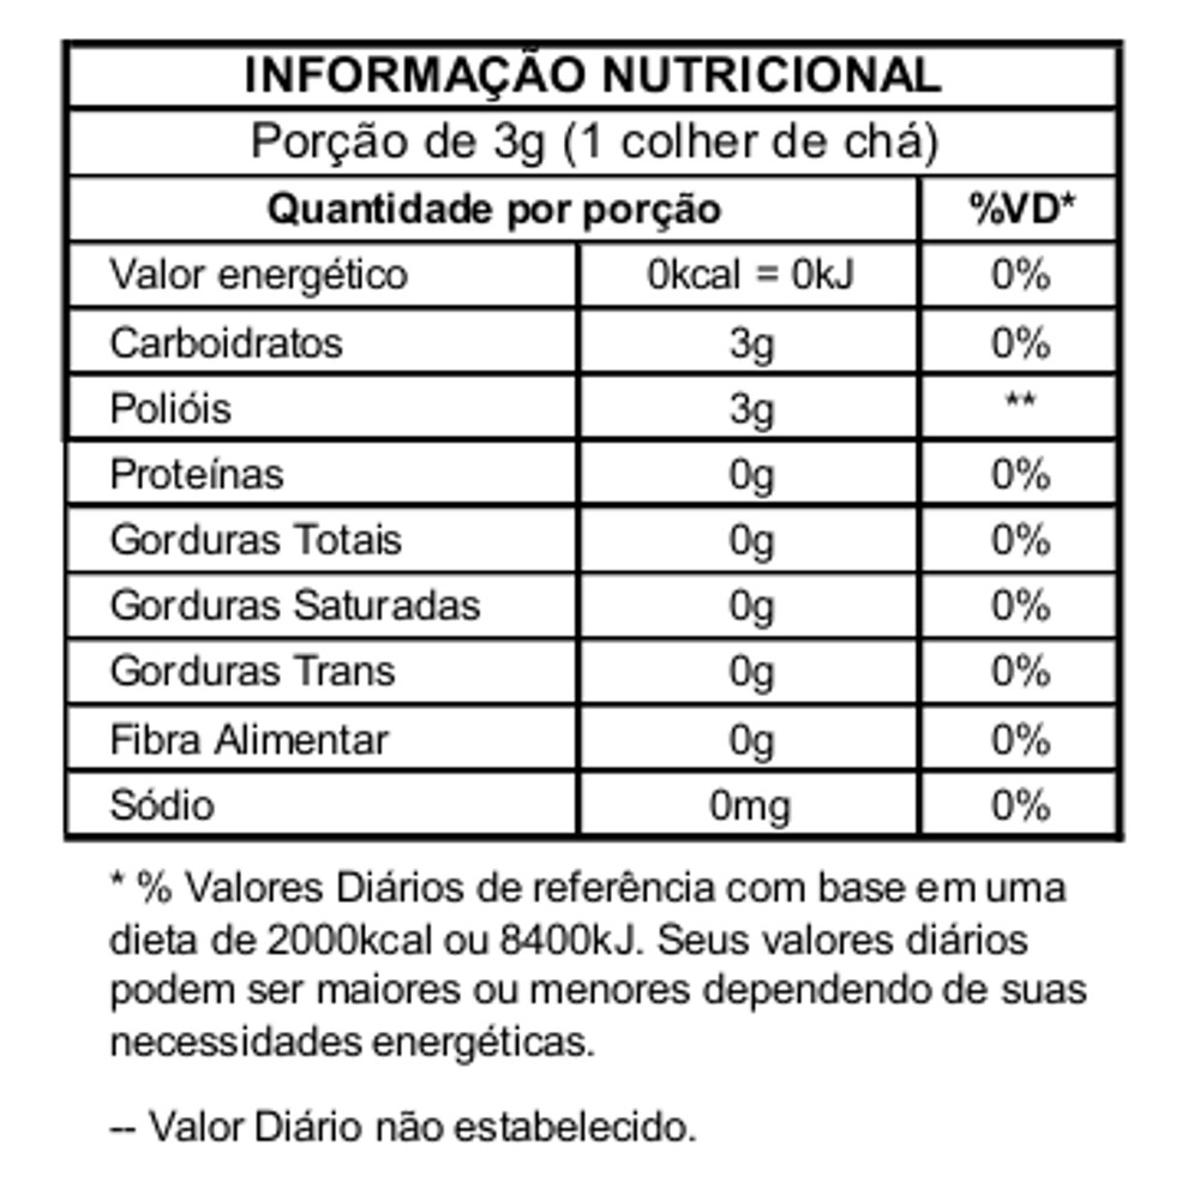 INFORMAÇÃO NUTRICIONAL
Porção de 3g (1 colher de chá)
Quantidade por porção %VD*
Valor energético 0kcal = 0kJ 0%
Carboidratos 3g 0%
Polióis 3g **
Proteínas 0g 0%
Gorduras Totais 0g 0%
Gorduras Saturadas 0g 0%
Gorduras Trans 0g 0%
Fibra Alimentar 0g 0%
Sódio 0mg 0%
* % Valores Diários de referência com base em uma
dieta de 2000kcal ou 8400kJ. Seus valores diários
podem ser maiores ou menores dependendo de suas
necessidades energéticas.
-- Valor Diário não estabelecido.